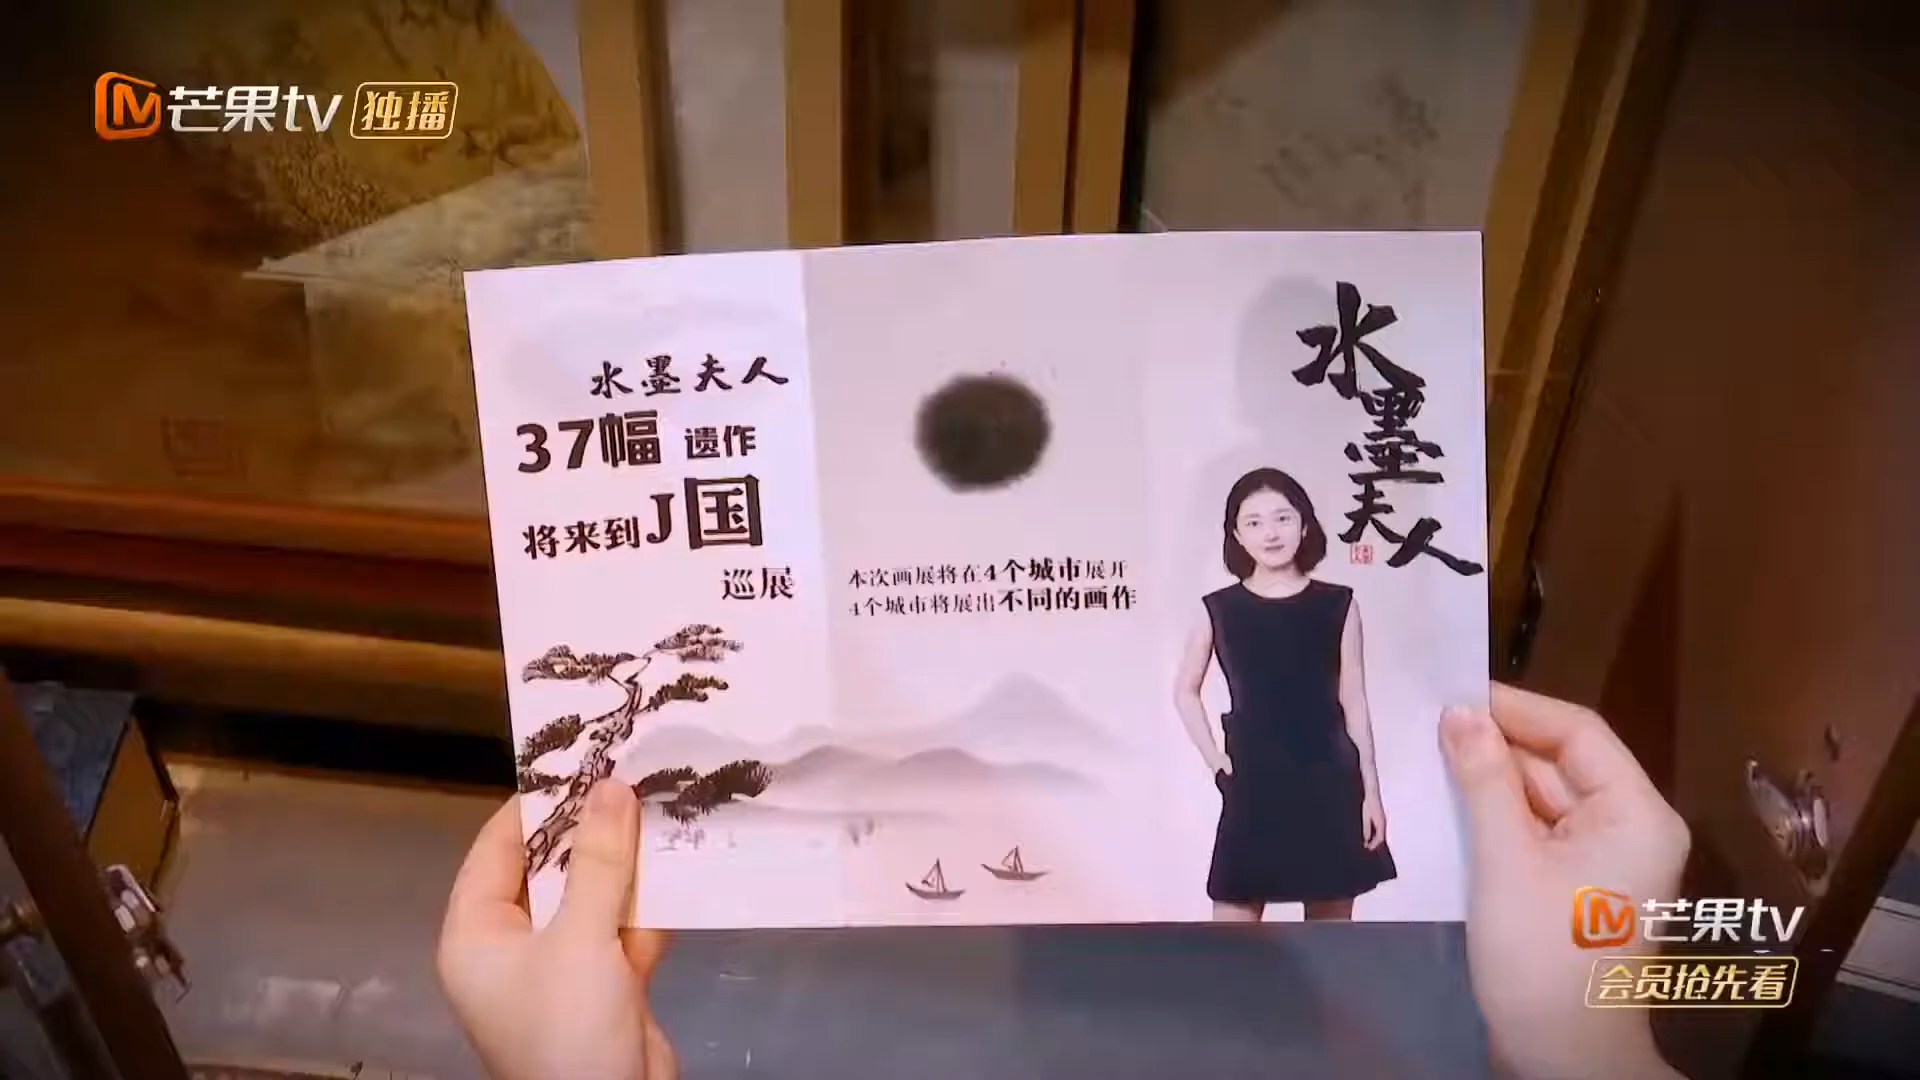 芒果tv 独播
水墨夫人
37幅 遗作
将来到J国
巡展
本次画展将在4个城市展开
4个城市将展出不同的画作
水墨夫人
芒果tv
会员抢先看